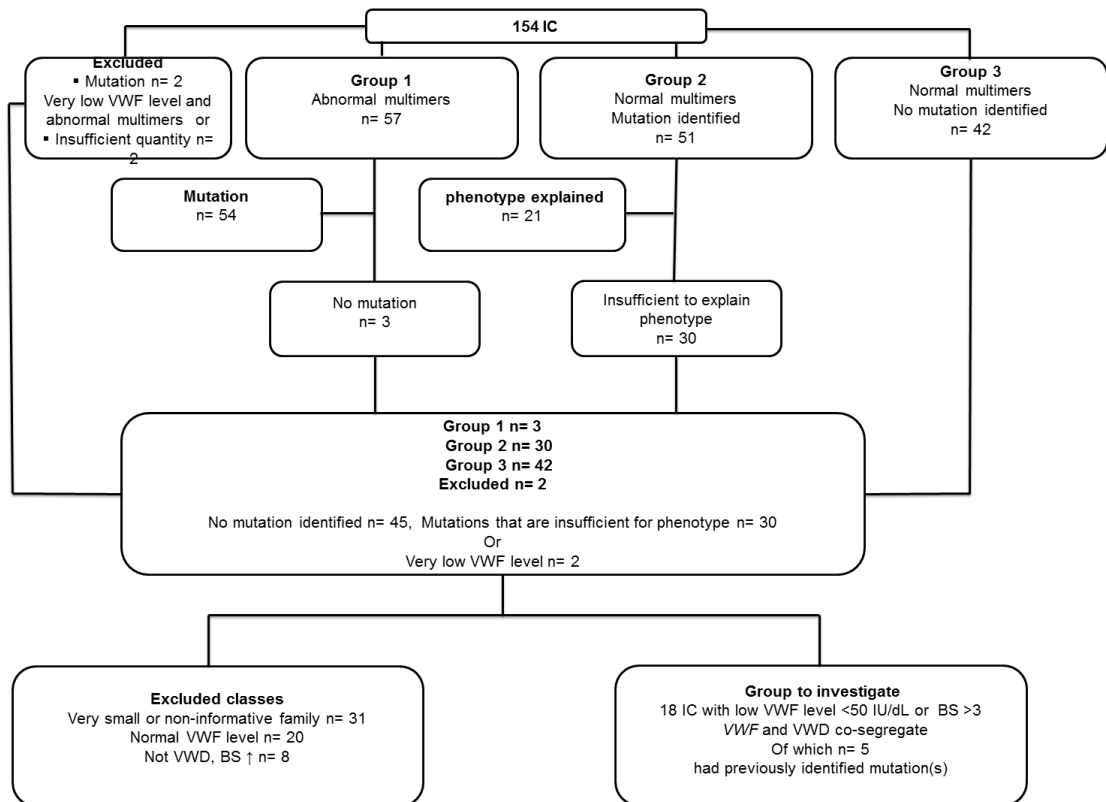 154 IC
Excluded
▪ Mutation n= 2
Very low VWF level and
abnormal multimers or
▪ Insufficient quantity n=
2
Group 1
Abnormal multimers
n= 57
Group 2
Normal multimers
Mutation identified
n= 51
Group 3
Normal multimers
No mutation identified
n= 42
Mutation
n= 54
phenotype explained
n= 21
No mutation
n= 3
Insufficient to explain
phenotype
n= 30
Group 1 n= 3
Group 2 n= 30
Group 3 n= 42
Excluded n= 2
No mutation identified n= 45, Mutations that are insufficient for phenotype n= 30
Or
Very low VWF level n= 2
Excluded classes
Very small or non-informative family n= 31
Normal VWF level n= 20
Not VWD, BS ↑ n= 8
Group to investigate
18 IC with low VWF level <50 IU/dL or BS >3
VWF and VWD co-segregate
Of which n= 5
had previously identified mutation(s)